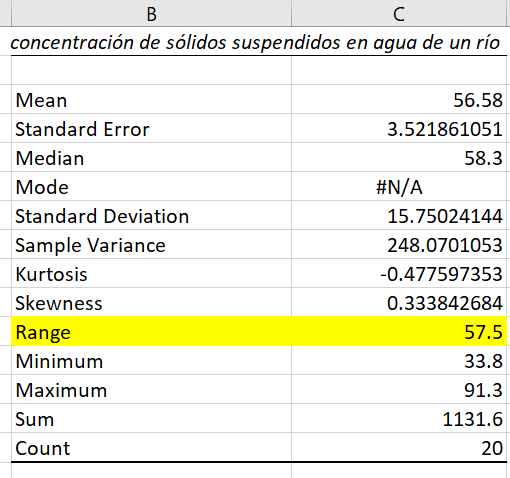 B C
concentración de sólidos suspendidos en agua de un río
Mean 56.58
Standard Error 3.521861051
Median 58.3
Mode #N/A
Standard Deviation 15.75024144
Sample Variance 248.0701053
Kurtosis -0.477597353
Skewness 0.333842684
Range 57.5
Minimum 33.8
Maximum 91.3
Sum 1131.6
Count 20